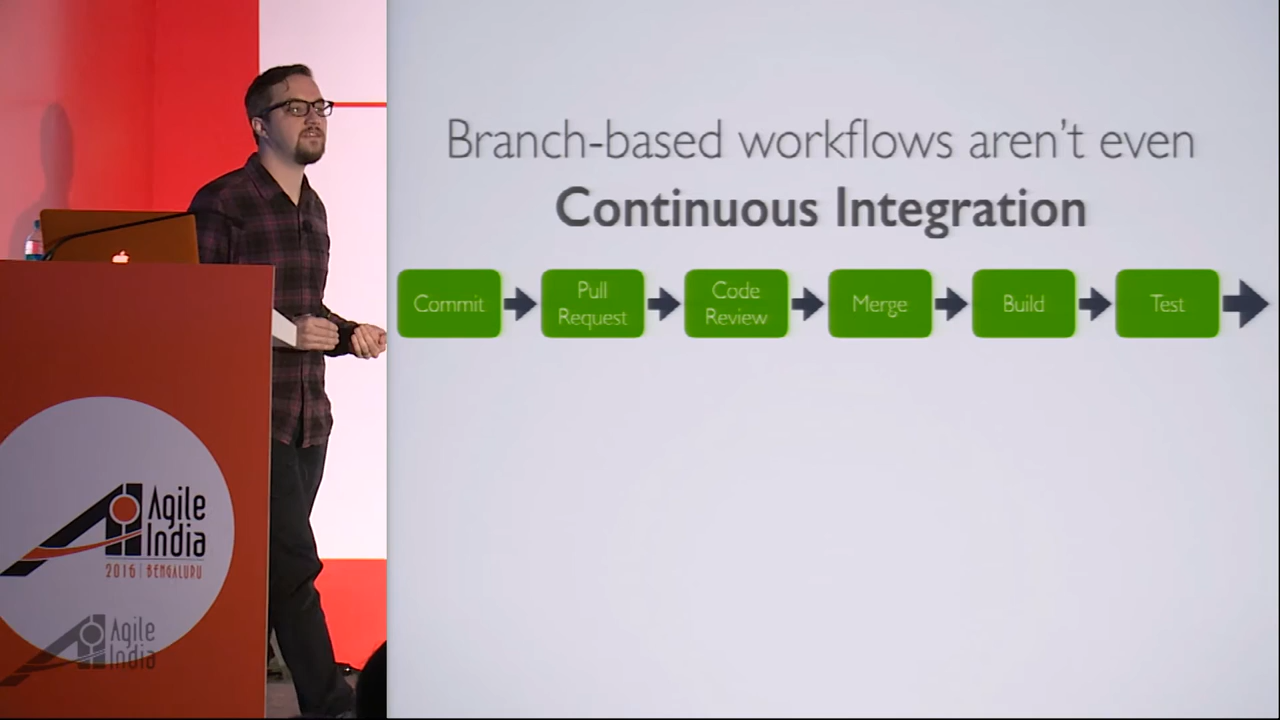 Branch-based workflows aren't even
Continuous Integration
Commit
Pull
Request
Code
Review
Merge
Build
Test
Agile
India
2016 | BENGALURU
Agile
India